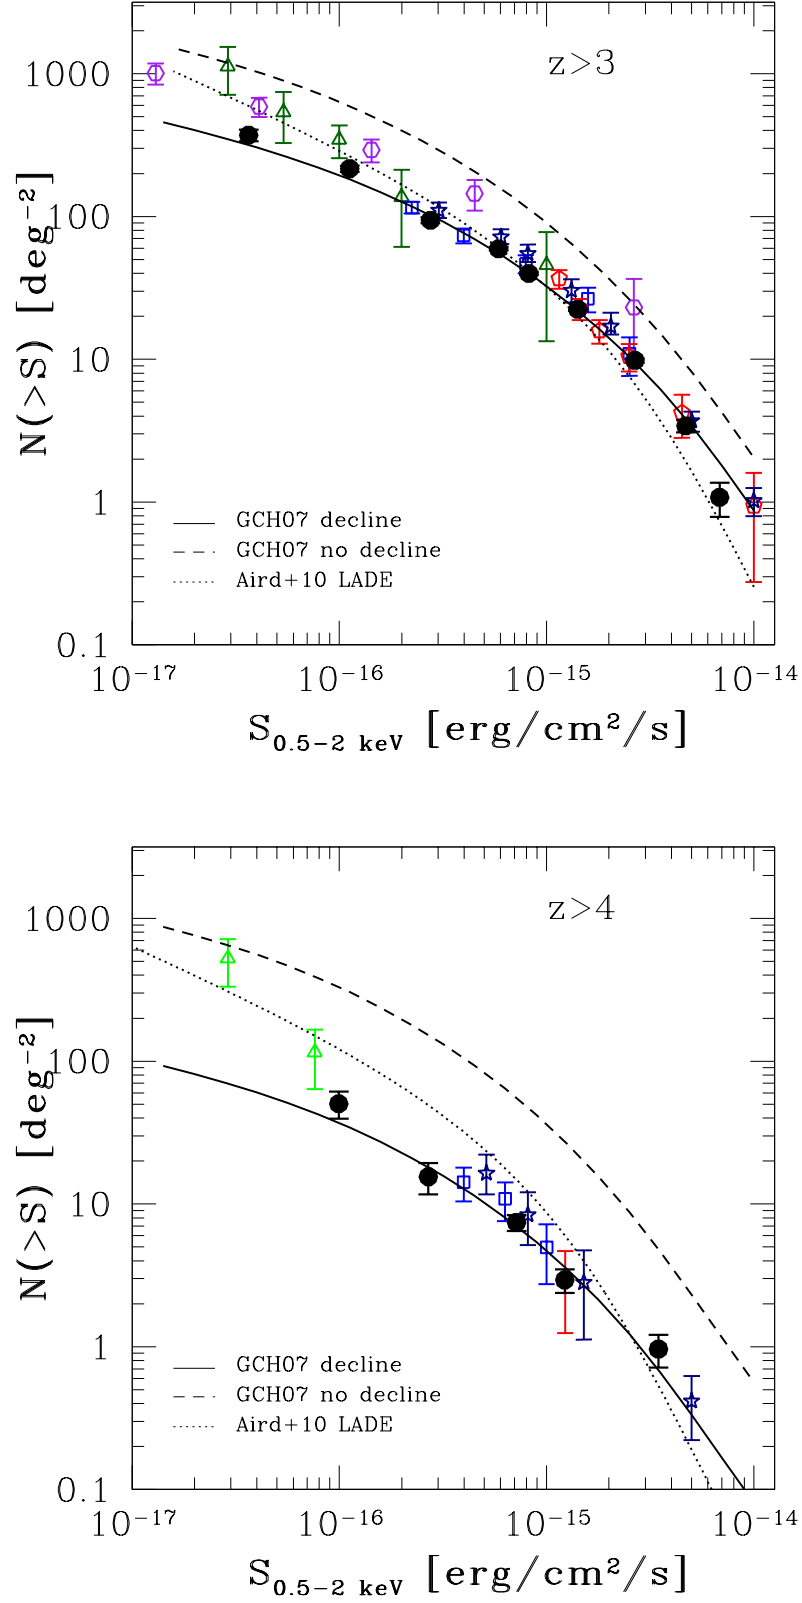 z>3
1000
100
10
1
0.1
N(>S) [deg⁻²]
GCH07 decline
GCH07 no decline
Aird+10 LADE
10⁻¹⁷ 10⁻¹⁶ 10⁻¹⁵ 10⁻¹⁴
S₀.₅₋₂ keV [erg/cm²/s]
z>4
1000
100
10
1
0.1
N(>S) [deg⁻²]
GCH07 decline
GCH07 no decline
Aird+10 LADE
10⁻¹⁷ 10⁻¹⁶ 10⁻¹⁵ 10⁻¹⁴
S₀.₅₋₂ keV [erg/cm²/s]